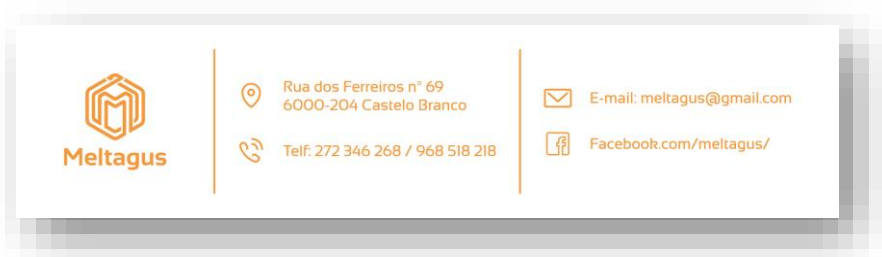 Meltagus
Rua dos Ferreiros n° 69
6000-204 Castelo Branco
Telf: 272 346 268 / 968 518 218
E-mail: meltagus@gmail.com
Facebook.com/meltagus/